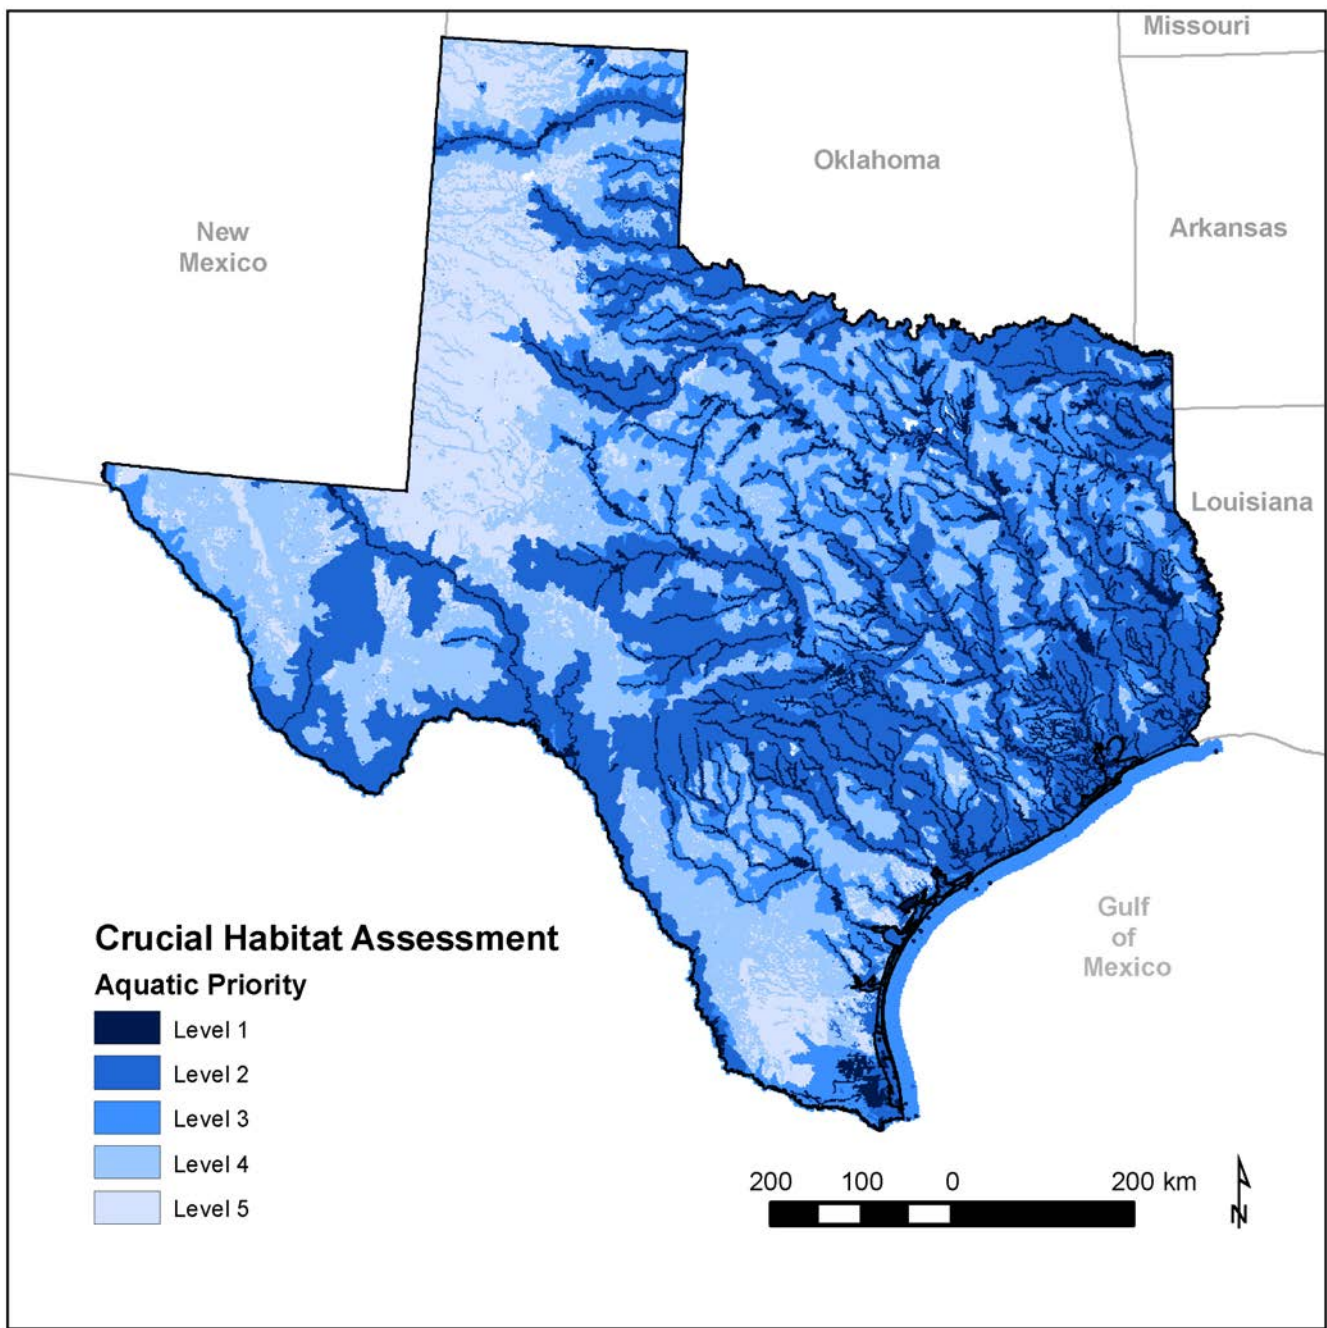 Missouri
Oklahoma
Arkansas
New
Mexico
Louisiana
Gulf
of
Mexico
Crucial Habitat Assessment
Aquatic Priority
Level 1
Level 2
Level 3
Level 4
Level 5
200 100 0 200 km
N